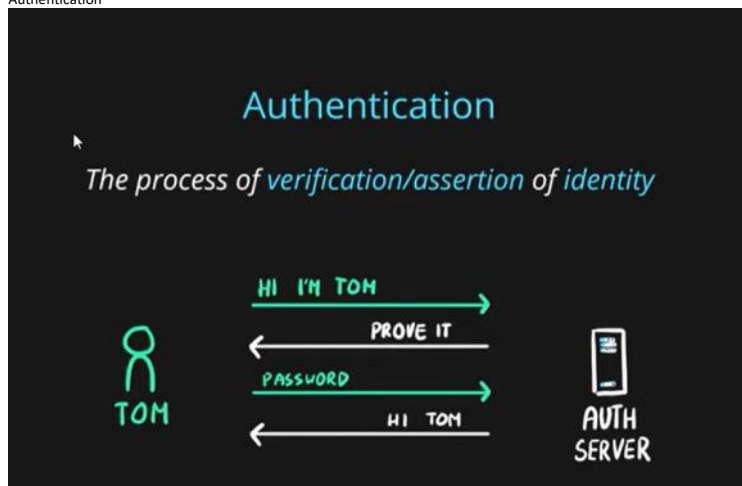 Authentication
Authentication
The process of verification/assertion of identity
HI I'M TOM
PROVE IT
PASSWORD
HI TOM
TOM
AUTH
SERVER